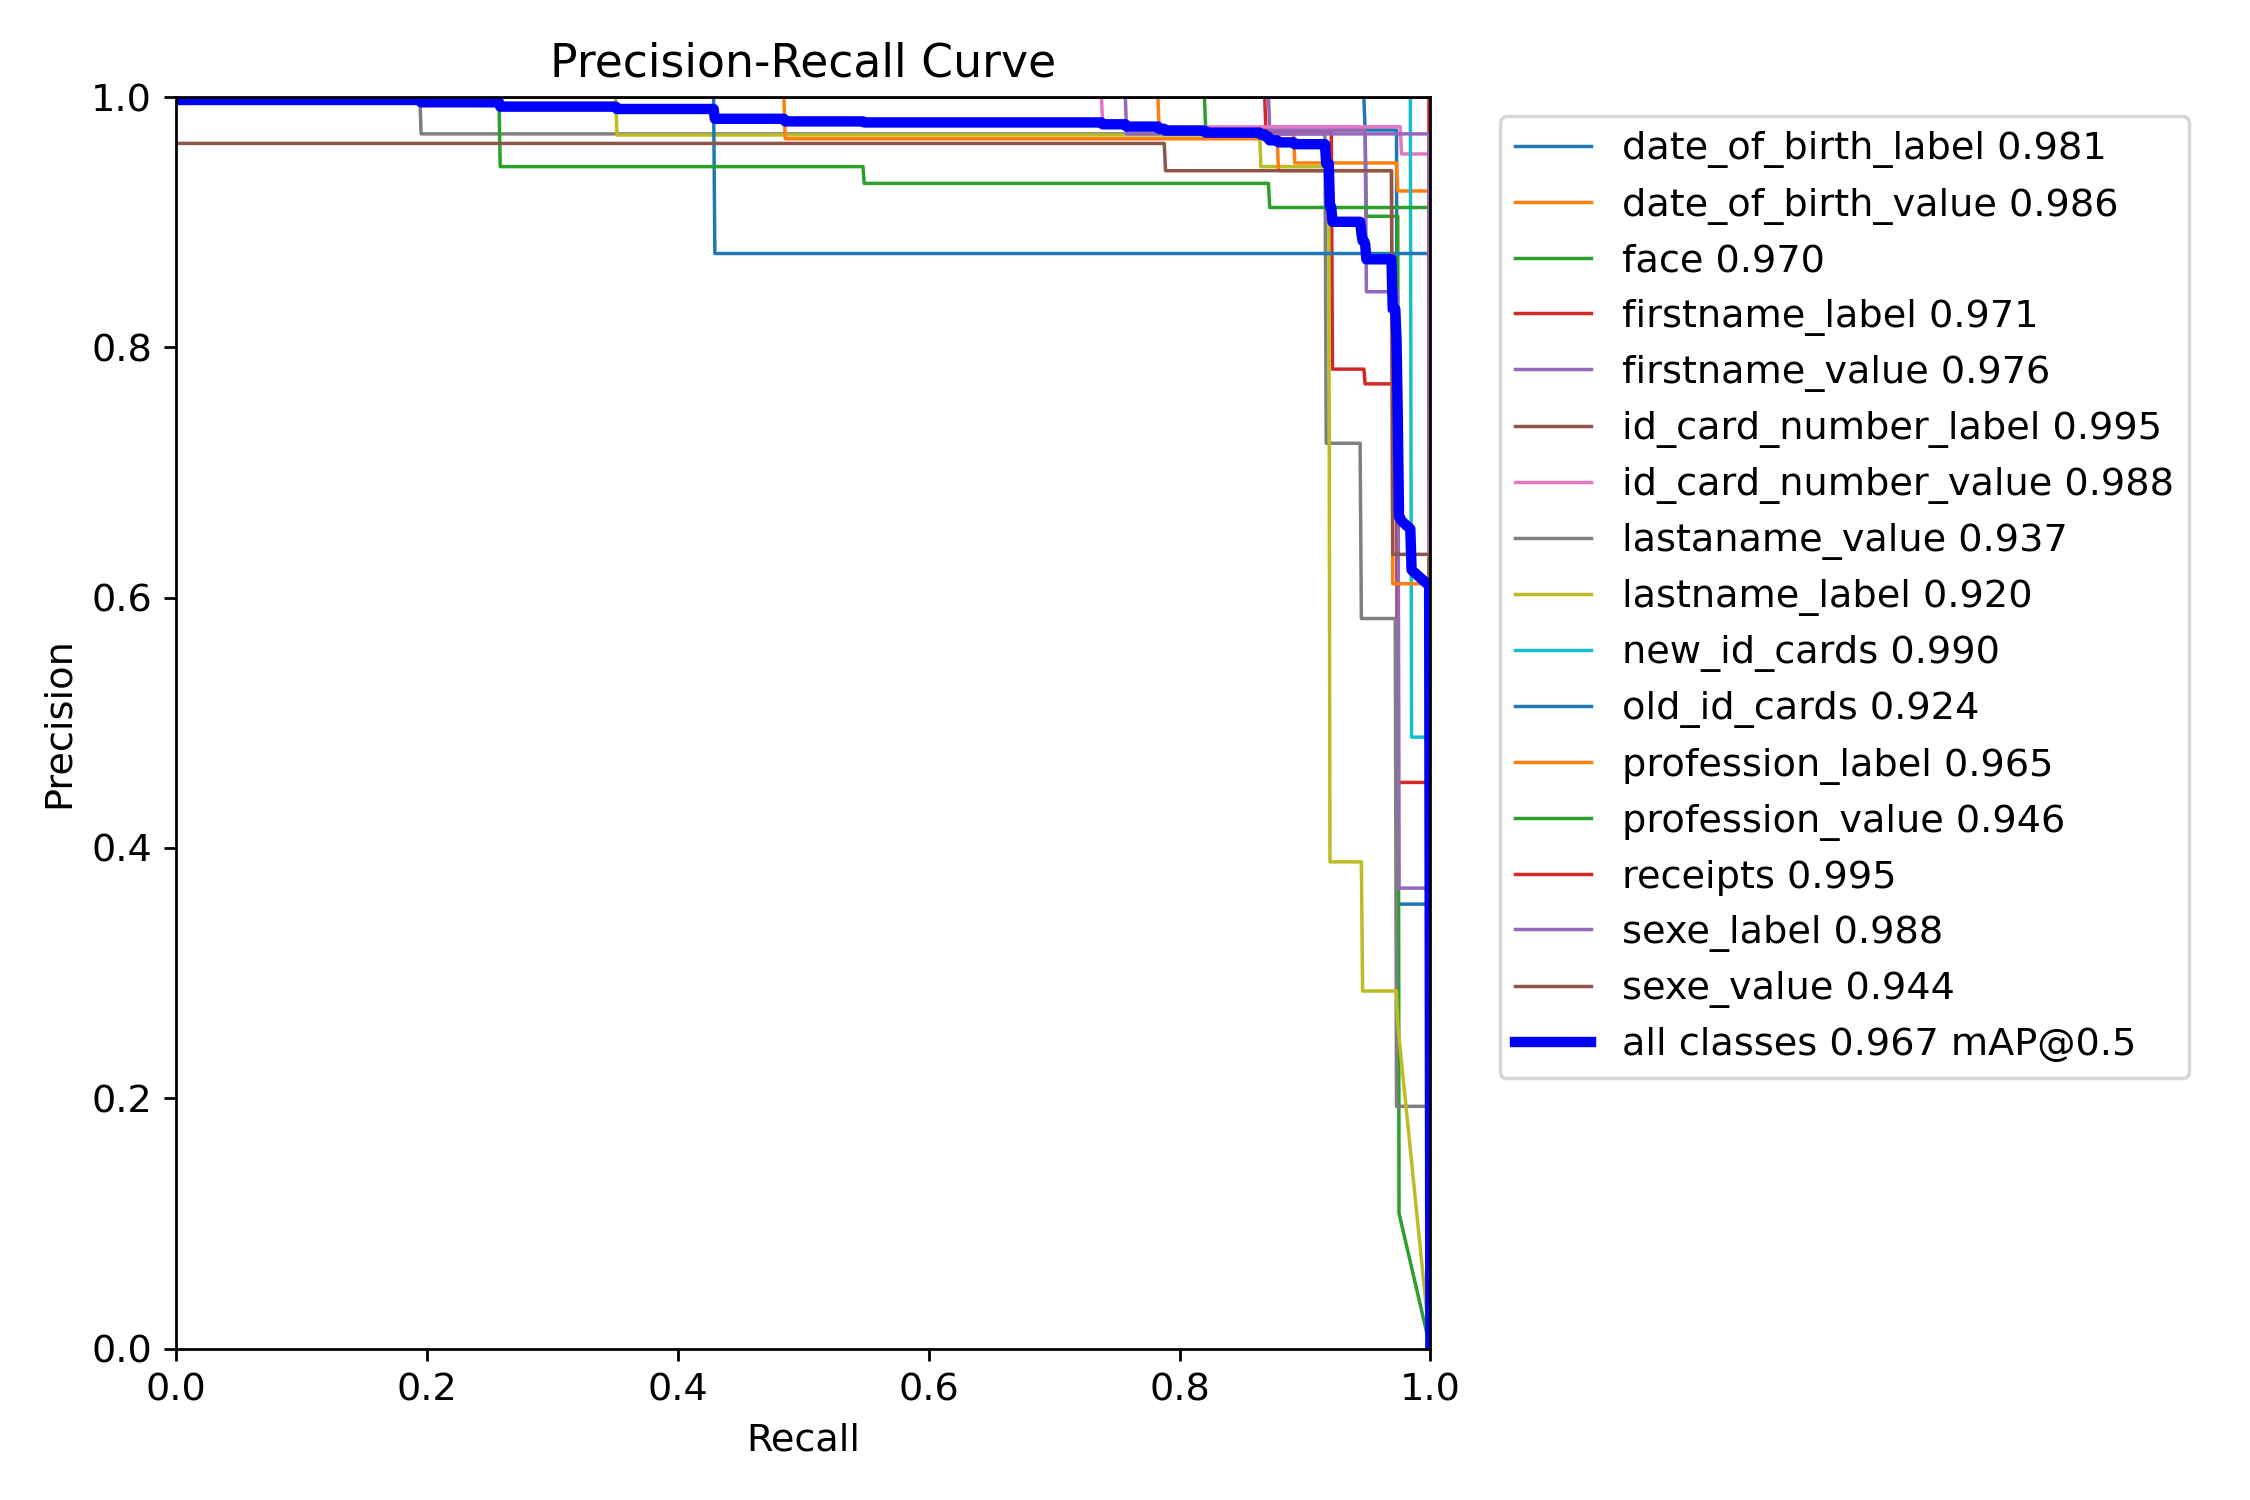 Precision-Recall Curve
1.0
0.8
0.6
0.4
0.2
0.0
Precision
0.0 0.2 0.4 0.6 0.8 1.0
Recall
date_of_birth_label 0.981
date_of_birth_value 0.986
face 0.970
firstname_label 0.971
firstname_value 0.976
id_card_number_label 0.995
id_card_number_value 0.988
lastaname_value 0.937
lastname_label 0.920
new_id_cards 0.990
old_id_cards 0.924
profession_label 0.965
profession_value 0.946
receipts 0.995
sexe_label 0.988
sexe_value 0.944
all classes 0.967 mAP@0.5